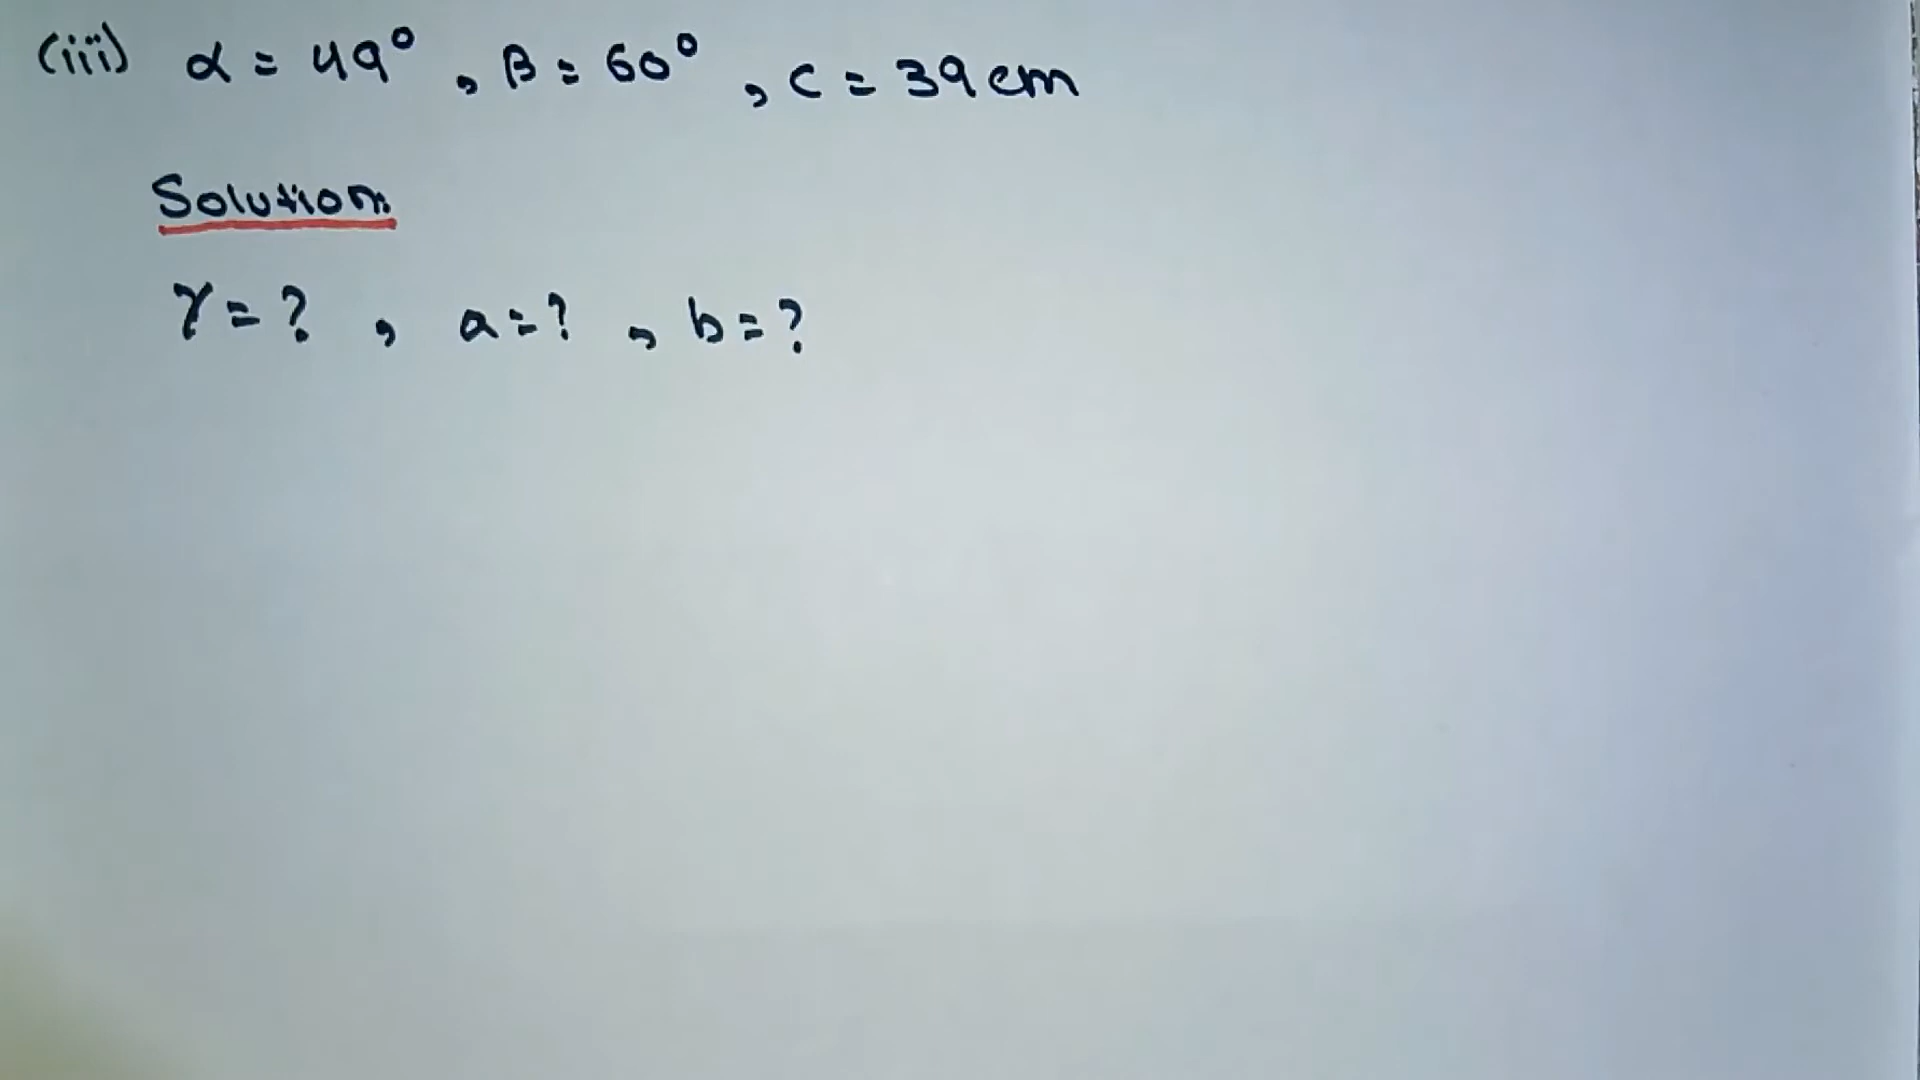 (iii) α = 49° , β = 60° , c = 39 cm
Solution
γ = ? , a = ? , b = ?